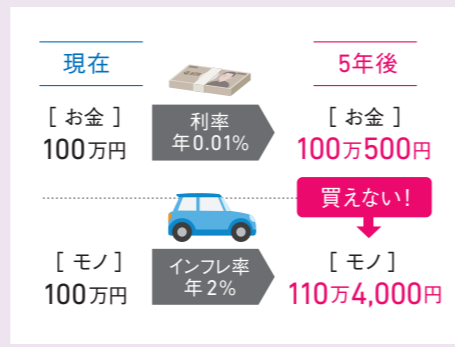 現在
5年後
[ お金 ]
100万円
利率
年0.01%
[ お金 ]
100万500円
買えない!
[ モノ ]
100万円
インフレ率
年2%
[ モノ ]
110万4,000円